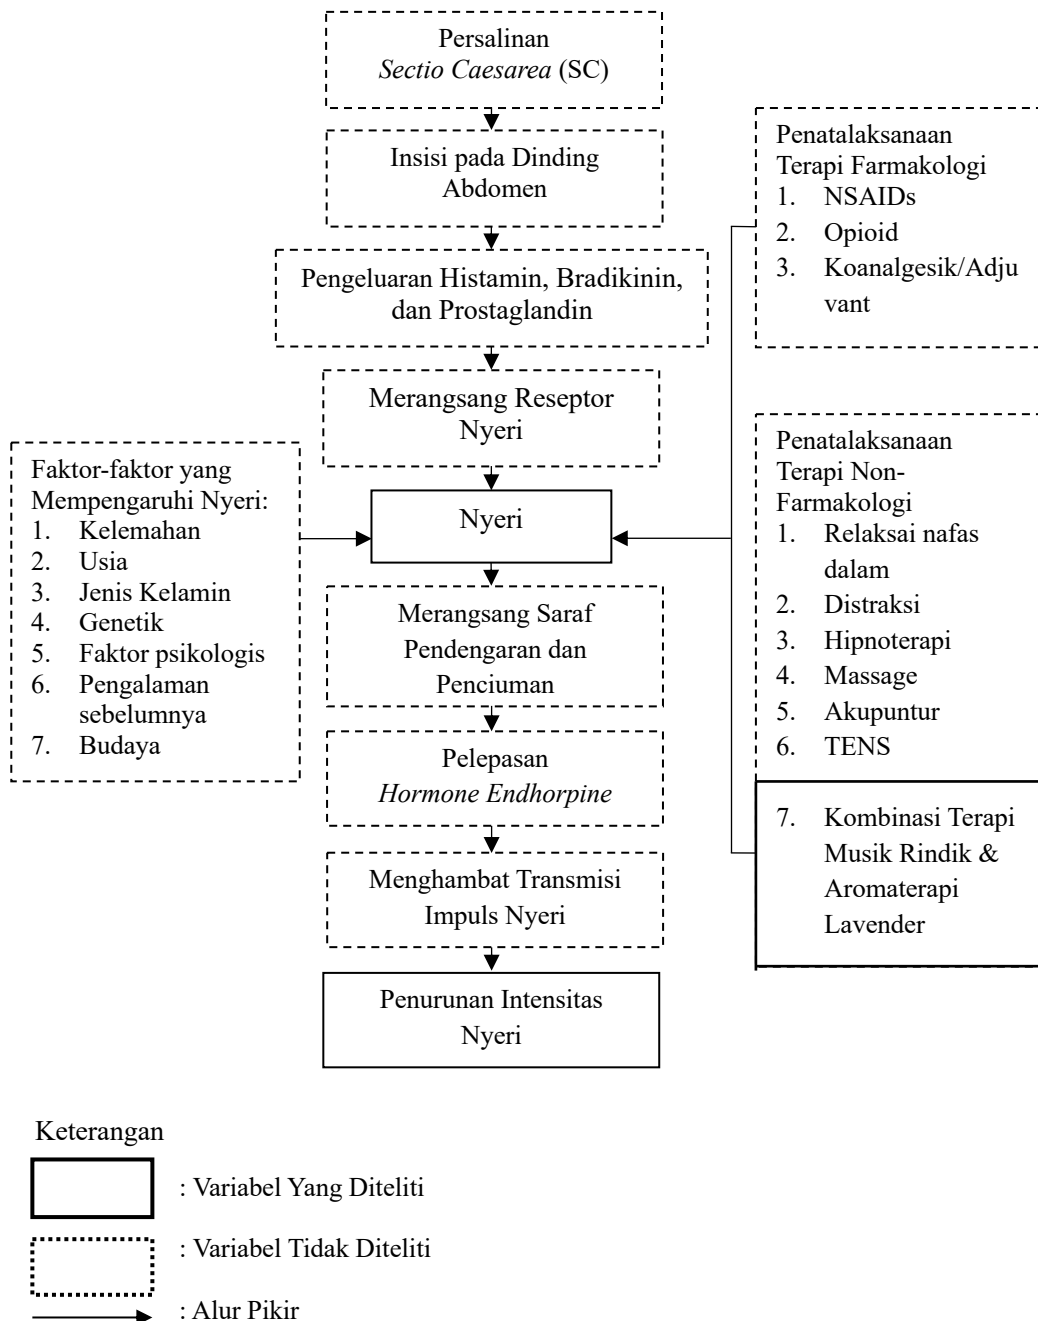 Persalinan
Sectio Caesarea (SC)
Insisi pada Dinding
Abdomen
Pengeluaran Histamin, Bradikinin,
dan Prostaglandin
Merangsang Reseptor
Nyeri
Nyeri
Merangsang Saraf
Pendengaran dan
Penciuman
Pelepasan
Hormone Endhorpine
Menghambat Transmisi
Impuls Nyeri
Penurunan Intensitas
Nyeri
Faktor-faktor yang
Mempengaruhi Nyeri:
1. Kelemahan
2. Usia
3. Jenis Kelamin
4. Genetik
5. Faktor psikologis
6. Pengalaman
sebelumnya
7. Budaya
Penatalaksanaan
Terapi Farmakologi
1. NSAIDs
2. Opioid
3. Koanalgesik/Adju
vant
Penatalaksanaan
Terapi Non-
Farmakologi
1. Relaksai nafas
dalam
2. Distraksi
3. Hipnoterapi
4. Massage
5. Akupuntur
6. TENS
7. Kombinasi Terapi
Musik Rindik &
Aromaterapi
Lavender
Keterangan
: Variabel Yang Diteliti
: Variabel Tidak Diteliti
: Alur Pikir